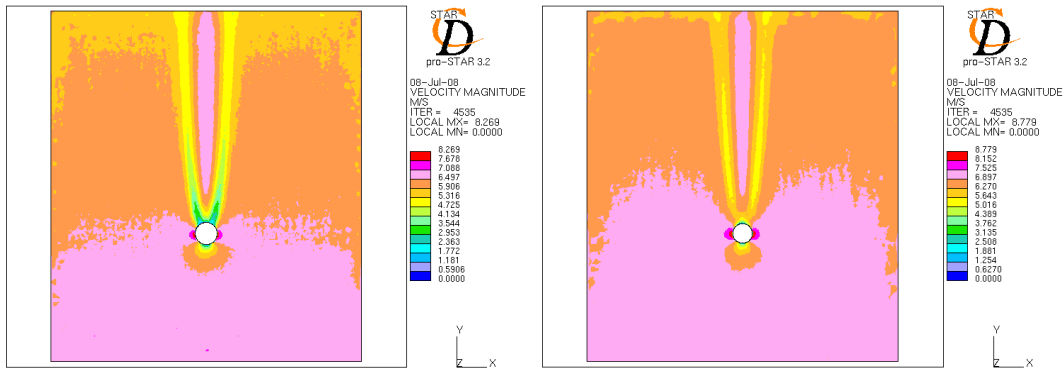 STAR
D
pro-STAR 3.2
08-Jul-08
VELOCITY MAGNITUDE
M/S
ITER = 4535
LOCAL MX= 8.269
LOCAL MN= 0.0000
8.269
7.678
7.088
6.497
5.906
5.316
4.725
4.134
3.544
2.953
2.363
1.772
1.181
0.5906
0.0000
Y
Z X
STAR
D
pro-STAR 3.2
08-Jul-08
VELOCITY MAGNITUDE
M/S
ITER = 4535
LOCAL MX= 8.779
LOCAL MN= 0.0000
8.779
8.152
7.525
6.897
6.270
5.643
5.016
4.389
3.762
3.135
2.508
1.881
1.254
0.6270
0.0000
Y
Z X